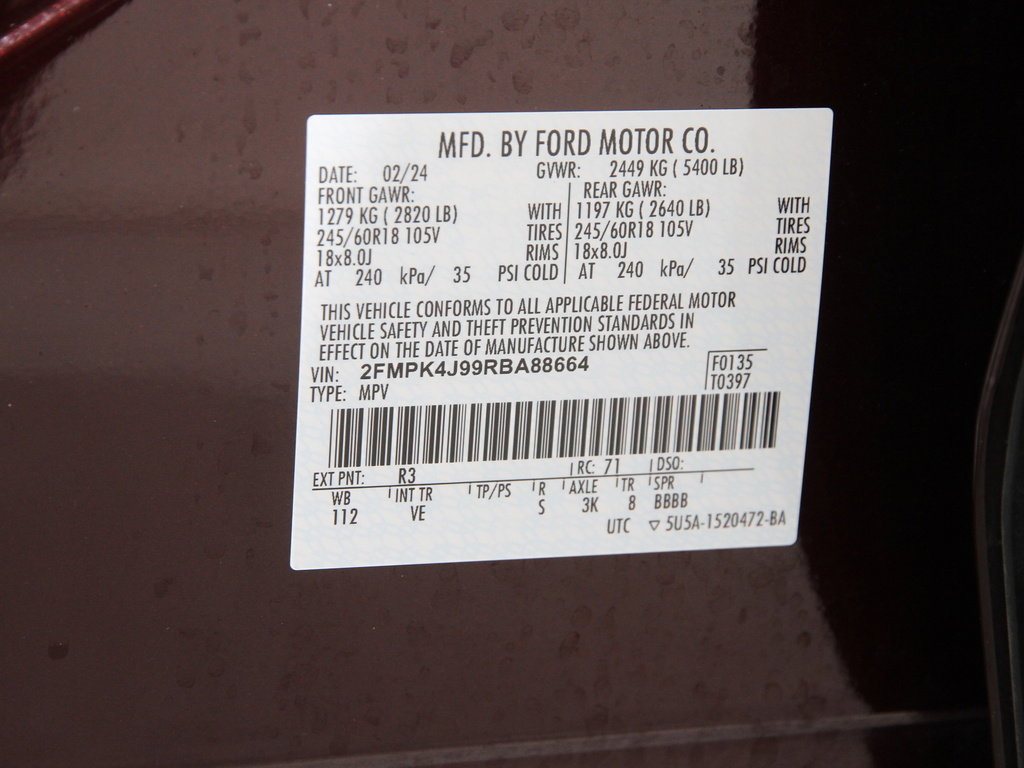 MFD. BY FORD MOTOR CO.
DATE: 02/24 GVWR: 2449 KG ( 5400 LB)
FRONT GAWR: REAR GAWR:
1279 KG ( 2820 LB) WITH 1197 KG ( 2640 LB) WITH
245/60R18 105V TIRES 245/60R18 105V TIRES
18x8.0J RIMS 18x8.0J RIMS
AT 240 kPa/ 35 PSI COLD AT 240 kPa/ 35 PSI COLD
THIS VEHICLE CONFORMS TO ALL APPLICABLE FEDERAL MOTOR
VEHICLE SAFETY AND THEFT PREVENTION STANDARDS IN
EFFECT ON THE DATE OF MANUFACTURE SHOWN ABOVE.
VIN: 2FMPK4J99RBA88664 F0135
TYPE: MPV T0397
EXT PNT: R3 RC: 71 DSO:
WB INT TR TP/PS R AXLE TR SPR
112 VE S 3K 8 BBBB
UTC ▽ 5U5A-1520472-BA